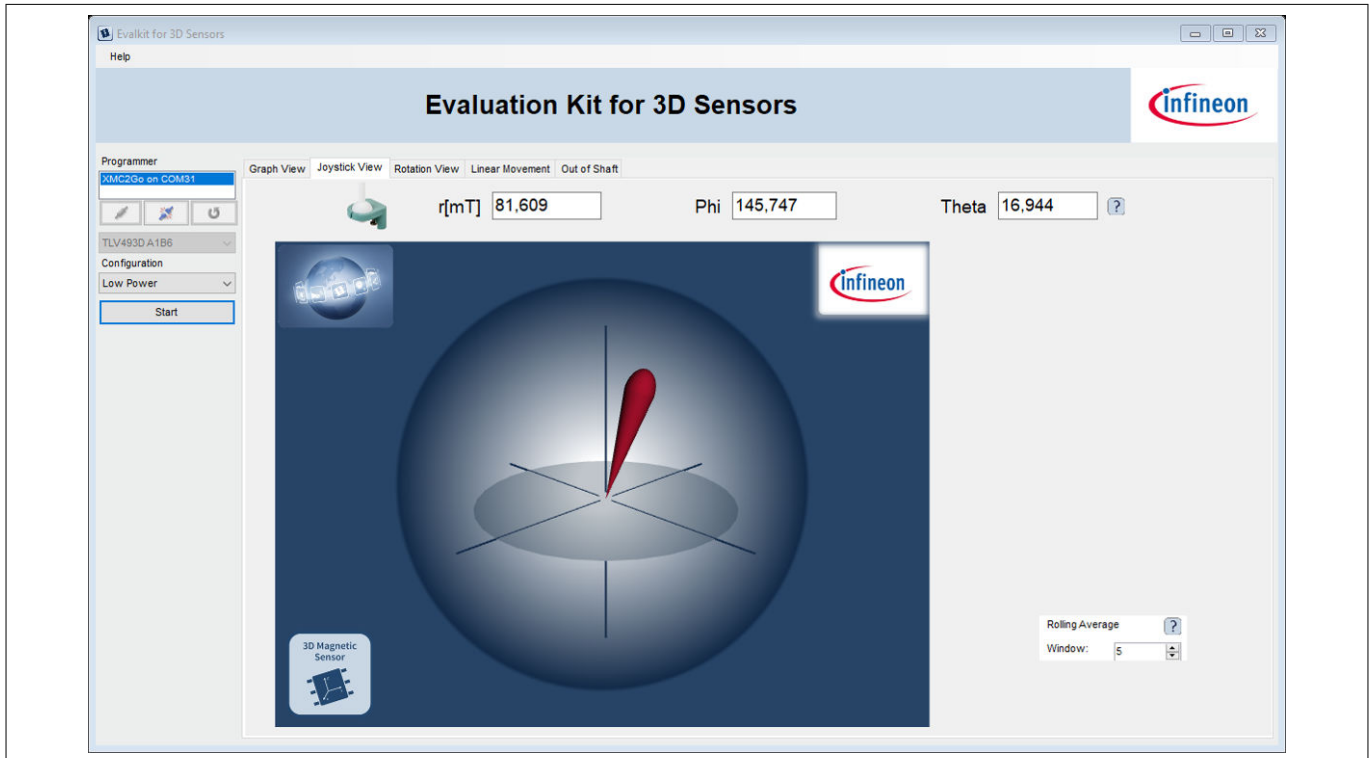 Evalkit for 3D Sensors
Help
Evaluation Kit for 3D Sensors
infineon
Programmer
XMC2Go on COM31
TLV493D A1B6
Configuration
Low Power
Start
Graph View Joystick View Rotation View Linear Movement Out of Shaft
r[mT] 81,609 Phi 145,747 Theta 16,944 ?
infineon
3D Magnetic
Sensor
Rolling Average ?
Window: 5